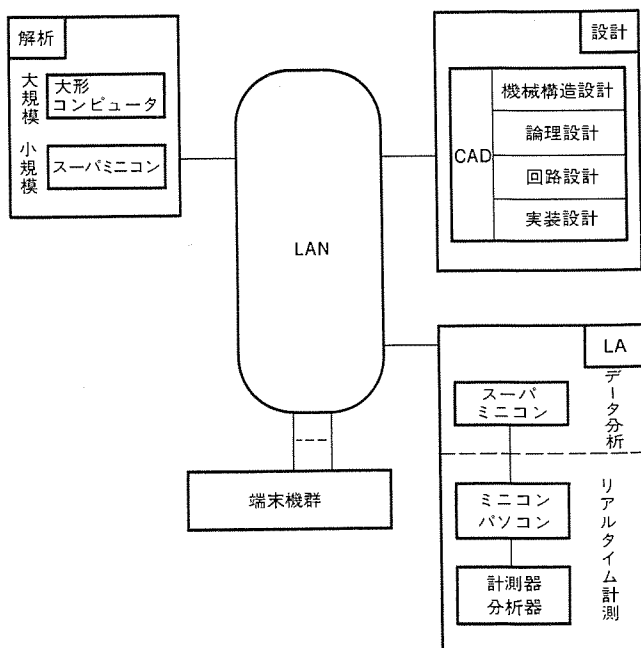 解析
大規模
大形
コンピュータ
小規模
スーパミニコン
LAN
端末機群
設計
CAD
機械構造設計
論理設計
回路設計
実装設計
LA
データ分析
スーパ
ミニコン
リアルタイム計測
ミニコン
パソコン
計測器
分析器